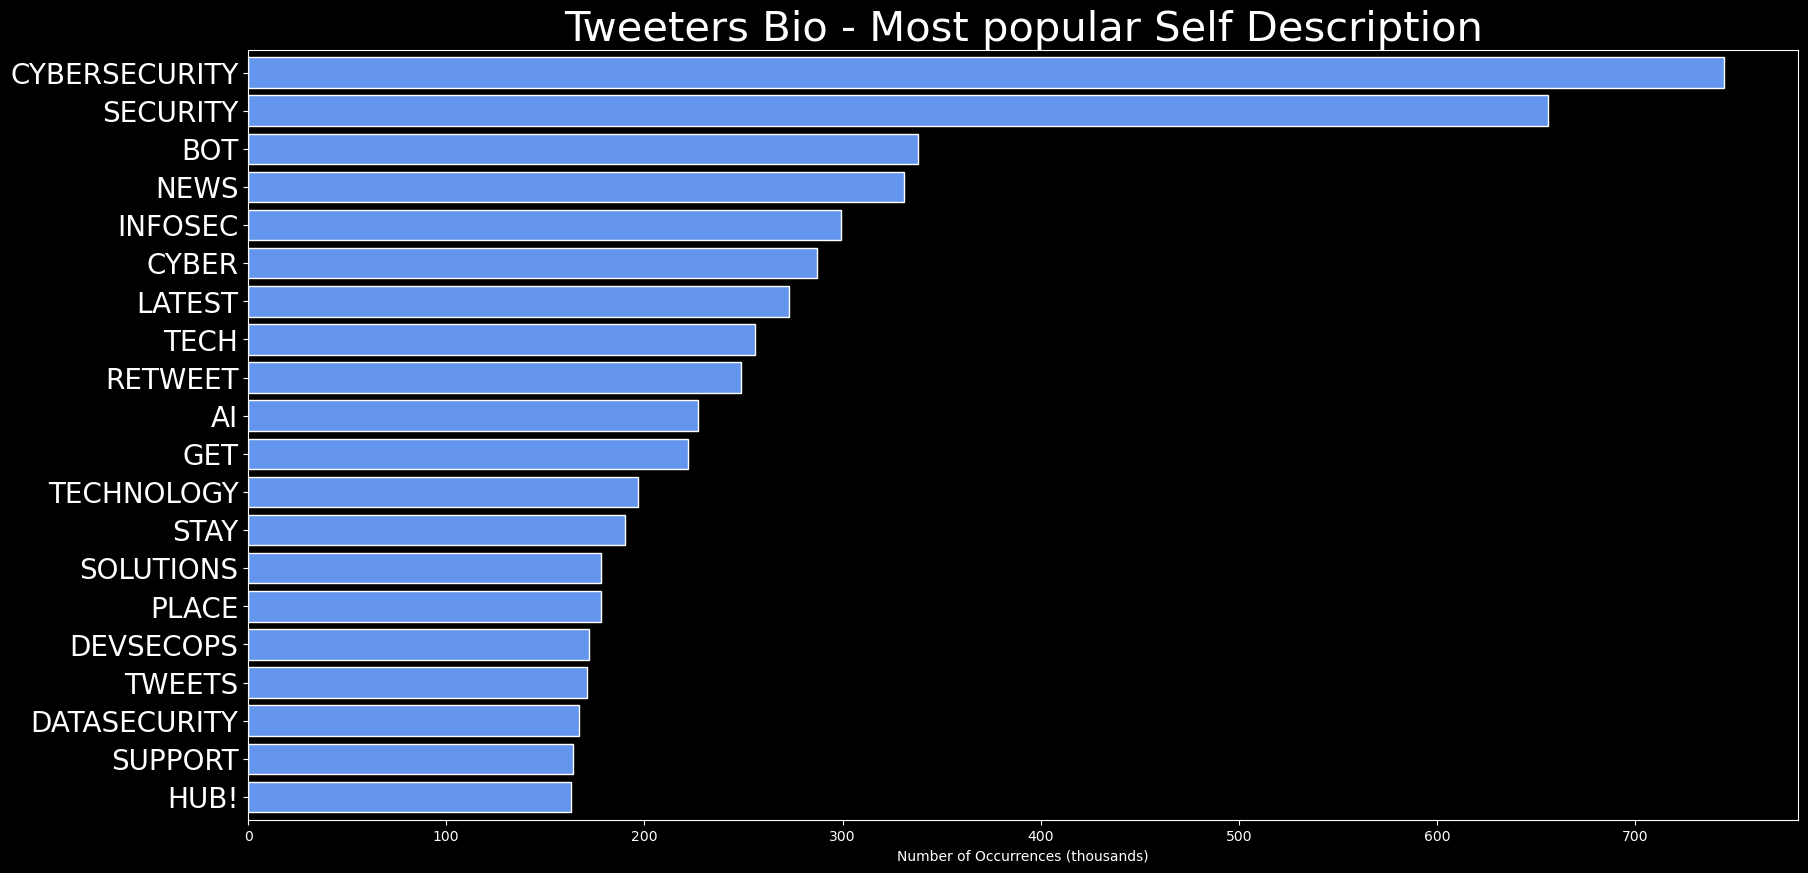 Tweeters Bio - Most popular Self Description
CYBERSECURITY
SECURITY
BOT
NEWS
INFOSEC
CYBER
LATEST
TECH
RETWEET
AI
GET
TECHNOLOGY
STAY
SOLUTIONS
PLACE
DEVSECOPS
TWEETS
DATASECURITY
SUPPORT
HUB!
0 100 200 300 400 500 600 700
Number of Occurrences (thousands)